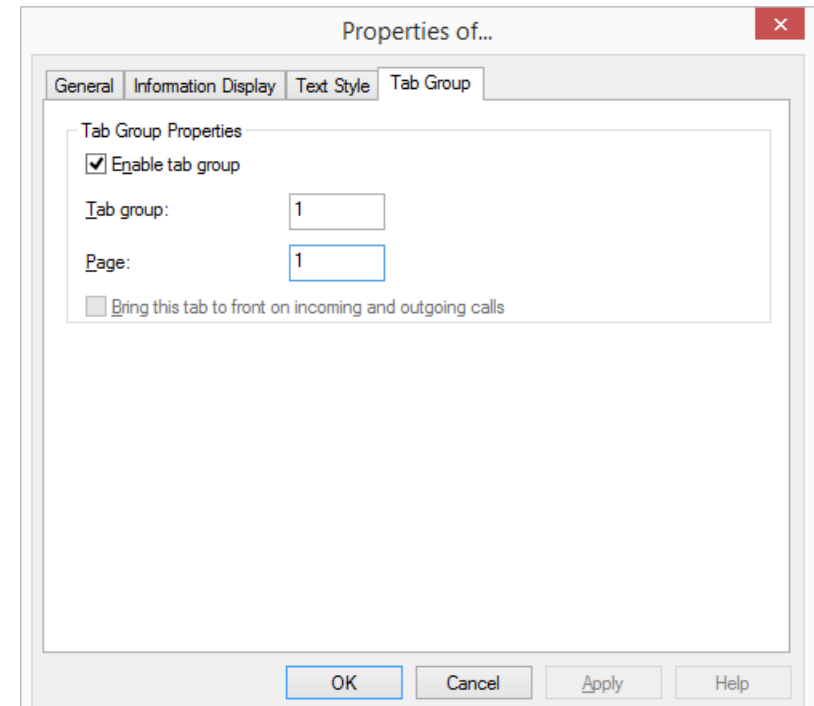 Properties of...
General Information Display Text Style Tab Group
Tab Group Properties
Enable tab group
Tab group: 1
Page: 1
Bring this tab to front on incoming and outgoing calls
OK Cancel Apply Help